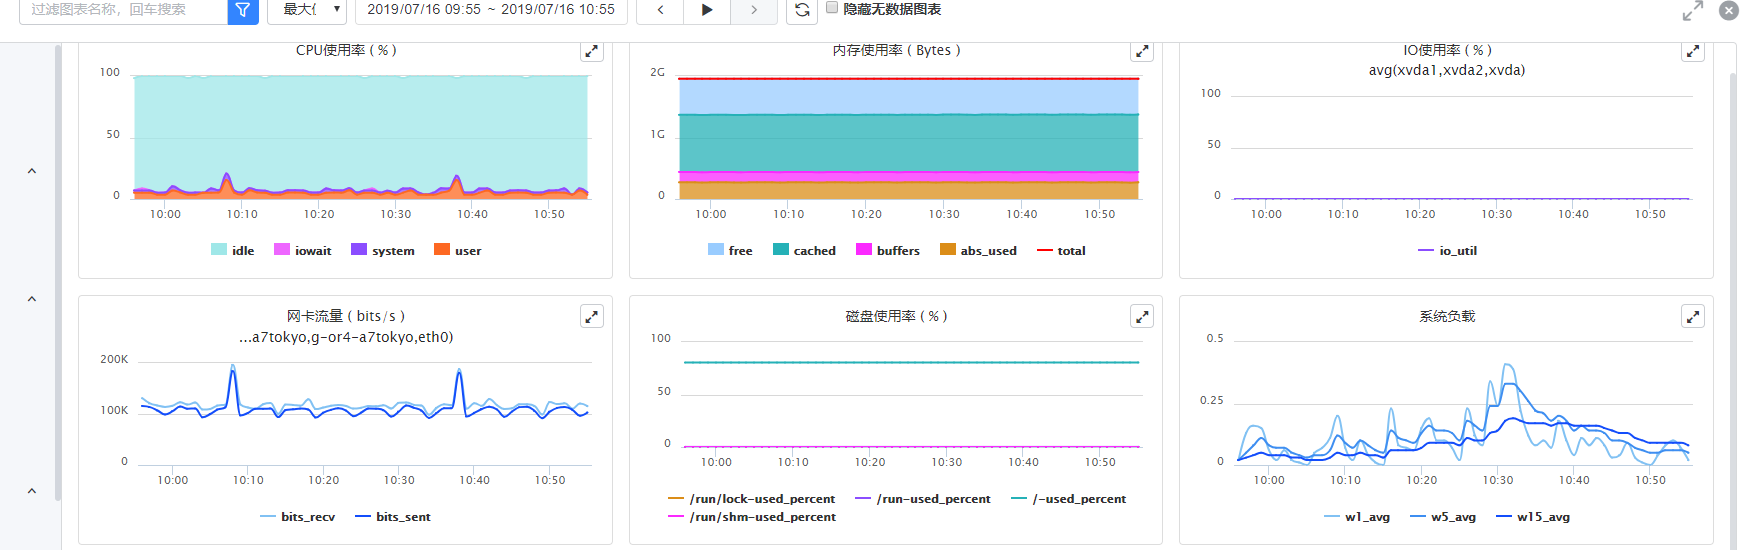 过滤图表名称，回车搜索
最大(
2019/07/16 09:55 ~ 2019/07/16 10:55
隐藏无数据图表
CPU使用率 ( % )
100
50
0
10:00 10:10 10:20 10:30 10:40 10:50
idle iowait system user
内存使用率 ( Bytes )
2G
1G
0
10:00 10:10 10:20 10:30 10:40 10:50
free cached buffers abs_used total
IO使用率 ( % )
avg(xvda1,xvda2,xvda)
100
50
0
10:00 10:10 10:20 10:30 10:40 10:50
io_util
网卡流量 ( bits/s )
...a7tokyo,g-or4-a7tokyo,eth0)
200K
100K
0
10:00 10:10 10:20 10:30 10:40 10:50
bits_recv bits_sent
磁盘使用率 ( % )
100
50
0
10:00 10:10 10:20 10:30 10:40 10:50
/run/lock-used_percent /run-used_percent /-used_percent
/run/shm-used_percent
系统负载
0.5
0.25
0
10:00 10:10 10:20 10:30 10:40 10:50
w1_avg w5_avg w15_avg